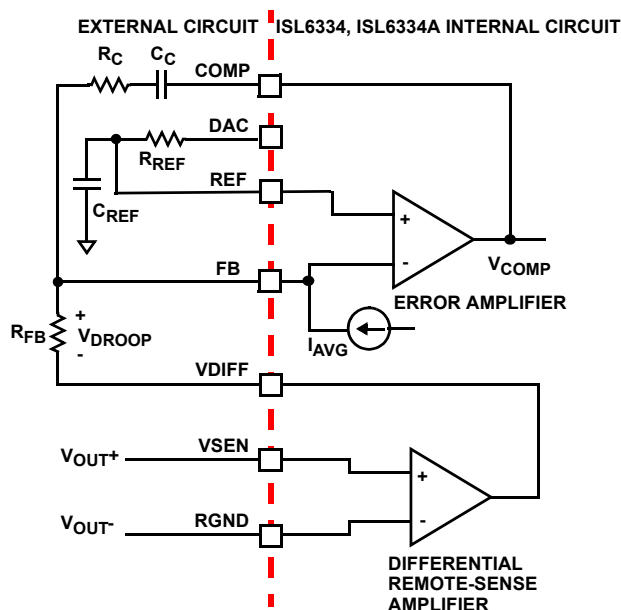 EXTERNAL CIRCUIT
ISL6334, ISL6334A INTERNAL CIRCUIT
RC
CC
COMP
DAC
RREF
REF
CREF
+
-
VCOMP
ERROR AMPLIFIER
FB
IAVG
RFB
+
VDROOP
-
VDIFF
VOUT+
VSEN
+
VOUT-
RGND
-
DIFFERENTIAL
REMOTE-SENSE
AMPLIFIER